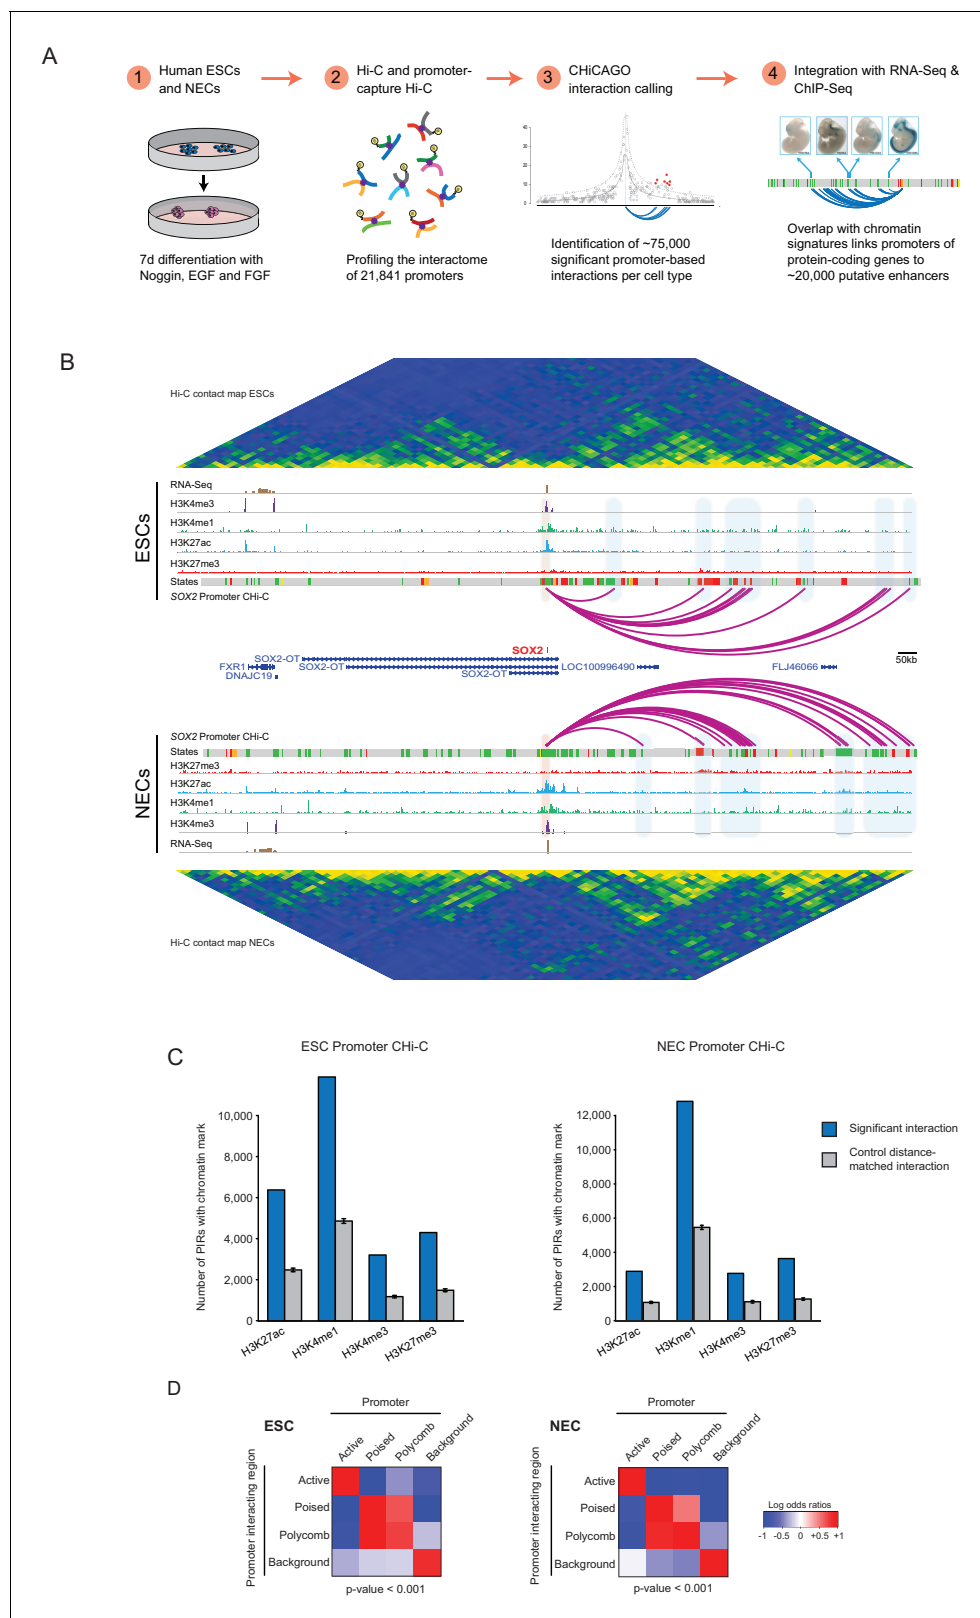 A
1 Human ESCs
and NECs
2 Hi-C and promoter-
capture Hi-C
3 CHiCAGO
interaction calling
4 Integration with RNA-Seq &
ChIP-Seq
40
30
20
10
0
7d differentiation with
Noggin, EGF and FGF
Profiling the interactome
of 21,841 promoters
Identification of ~75,000
significant promoter-based
interactions per cell type
Overlap with chromatin
signatures links promoters of
protein-coding genes to
~20,000 putative enhancers
B
Hi-C contact map ESCs
ESCs
RNA-Seq
H3K4me3
H3K4me1
H3K27ac
H3K27me3
States
SOX2 Promoter CHi-C
SOX2
50kb
SOX2-OT
FXR1 SOX2-OT LOC100996490 FLJ46066
DNAJC19 SOX2-OT
NECs
SOX2 Promoter CHi-C
States
H3K27me3
H3K27ac
H3K4me1
H3K4me3
RNA-Seq
Hi-C contact map NECs
C
ESC Promoter CHi-C
Number of PIRs with chromatin mark
10,000
8,000
6,000
4,000
2,000
0
H3K27ac H3K4me1 H3K4me3 H3K27me3
NEC Promoter CHi-C
Number of PIRs with chromatin mark
12,000
10,000
8,000
6,000
4,000
2,000
0
H3K27ac H3Kme1 H3K4me3 H3K27me3
Significant interaction
Control distance-
matched interaction
D
ESC
Promoter
Active Poised Polycomb Background
Promoter interacting region
Active
Poised
Polycomb
Background
p-value < 0.001
NEC
Promoter
Active Poised Polycomb Background
Promoter interacting region
Active
Poised
Polycomb
Background
p-value < 0.001
Log odds ratios
-1 -0.5 0 +0.5 +1